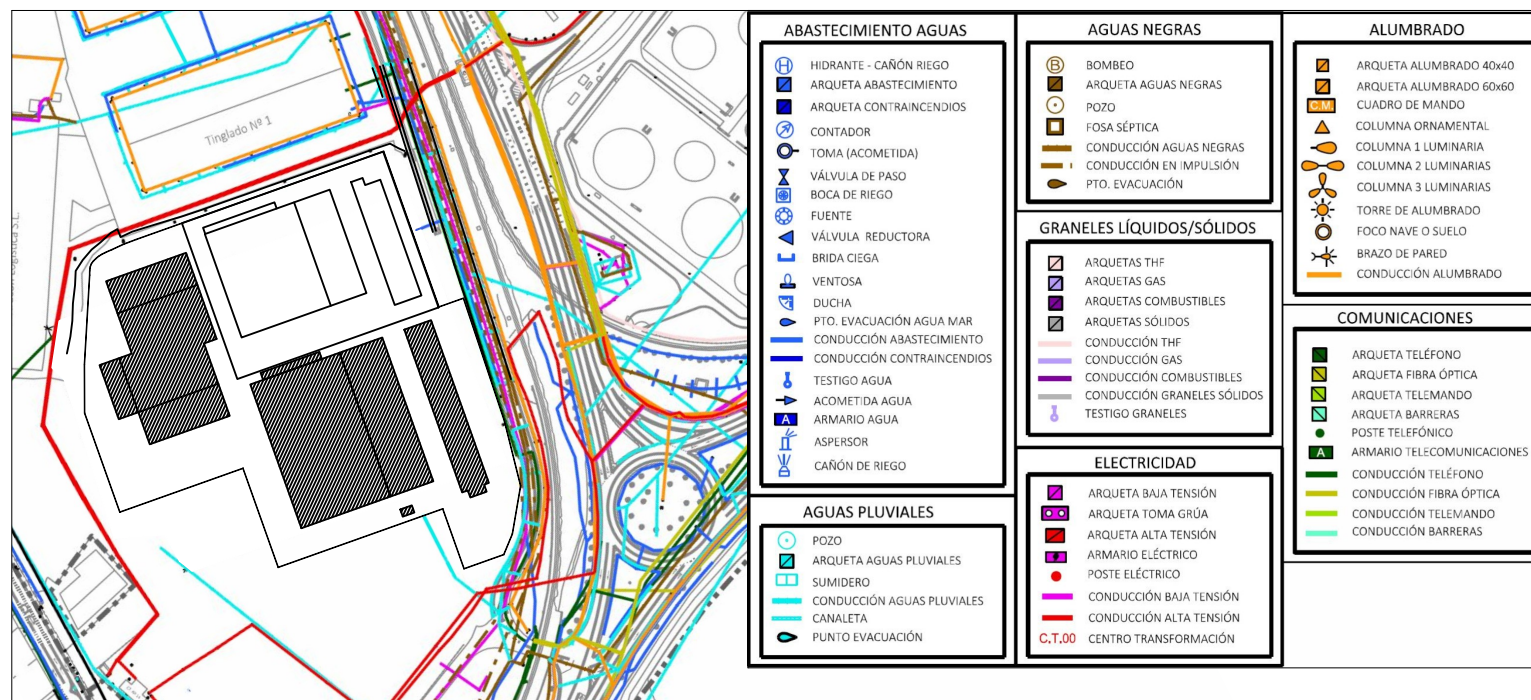 Tinglado Nº 1
Logística S.L.
ABASTECIMIENTO AGUAS
HIDRANTE - CAÑÓN RIEGO
ARQUETA ABASTECIMIENTO
ARQUETA CONTRAINCENDIOS
CONTADOR
TOMA (ACOMETIDA)
VÁLVULA DE PASO
BOCA DE RIEGO
FUENTE
VÁLVULA REDUCTORA
BRIDA CIEGA
VENTOSA
DUCHA
PTO. EVACUACIÓN AGUA MAR
CONDUCCIÓN ABASTECIMIENTO
CONDUCCIÓN CONTRAINCENDIOS
TESTIGO AGUA
ACOMETIDA AGUA
A ARMARIO AGUA
ASPERSOR
CAÑÓN DE RIEGO
AGUAS PLUVIALES
POZO
ARQUETA AGUAS PLUVIALES
SUMIDERO
CONDUCCIÓN AGUAS PLUVIALES
CANALETA
PUNTO EVACUACIÓN
AGUAS NEGRAS
B BOMBEO
ARQUETA AGUAS NEGRAS
POZO
FOSA SÉPTICA
CONDUCCIÓN AGUAS NEGRAS
CONDUCCIÓN EN IMPULSIÓN
PTO. EVACUACIÓN
GRANELES LÍQUIDOS/SÓLIDOS
ARQUETAS THF
ARQUETAS GAS
ARQUETAS COMBUSTIBLES
ARQUETAS SÓLIDOS
CONDUCCIÓN THF
CONDUCCIÓN GAS
CONDUCCIÓN COMBUSTIBLES
CONDUCCIÓN GRANELES SÓLIDOS
TESTIGO GRANELES
ELECTRICIDAD
ARQUETA BAJA TENSIÓN
ARQUETA TOMA GRÚA
ARQUETA ALTA TENSIÓN
ARMARIO ELÉCTRICO
POSTE ELÉCTRICO
CONDUCCIÓN BAJA TENSIÓN
CONDUCCIÓN ALTA TENSIÓN
C.T.00 CENTRO TRANSFORMACIÓN
ALUMBRADO
ARQUETA ALUMBRADO 40x40
ARQUETA ALUMBRADO 60x60
C.M. CUADRO DE MANDO
COLUMNA ORNAMENTAL
COLUMNA 1 LUMINARIA
COLUMNA 2 LUMINARIAS
COLUMNA 3 LUMINARIAS
TORRE DE ALUMBRADO
FOCO NAVE O SUELO
BRAZO DE PARED
CONDUCCIÓN ALUMBRADO
COMUNICACIONES
ARQUETA TELÉFONO
ARQUETA FIBRA ÓPTICA
ARQUETA TELEMANDO
ARQUETA BARRERAS
POSTE TELEFÓNICO
A ARMARIO TELECOMUNICACIONES
CONDUCCIÓN TELÉFONO
CONDUCCIÓN FIBRA ÓPTICA
CONDUCCIÓN TELEMANDO
CONDUCCIÓN BARRERAS